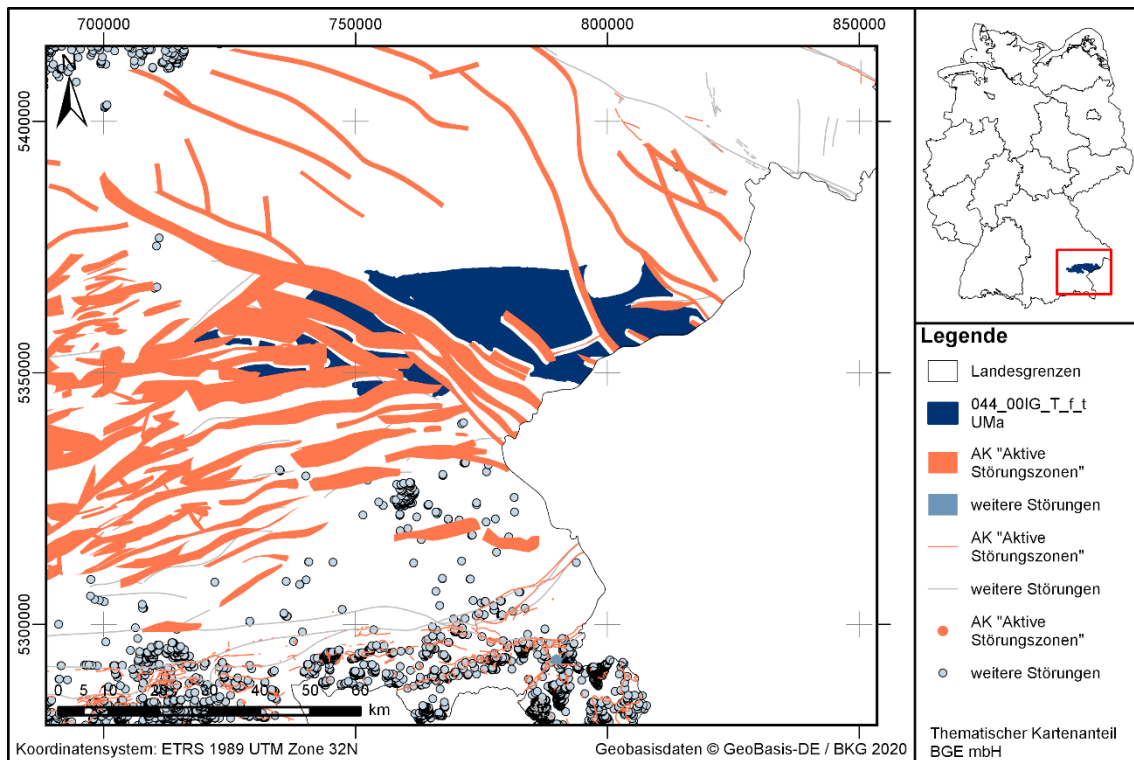 700000
750000
800000
850000
5400000
5350000
5300000
N
0 5 10 20 30 40 50 60
km
Koordinatensystem: ETRS 1989 UTM Zone 32N
Geobasisdaten © GeoBasis-DE / BKG 2020
Legende
Landesgrenzen
044_00IG_T_f_t
UMa
AK "Aktive
Störungszonen"
weitere Störungen
AK "Aktive
Störungszonen"
weitere Störungen
AK "Aktive
Störungszonen"
weitere Störungen
Thematischer Kartenanteil
BGE mbH